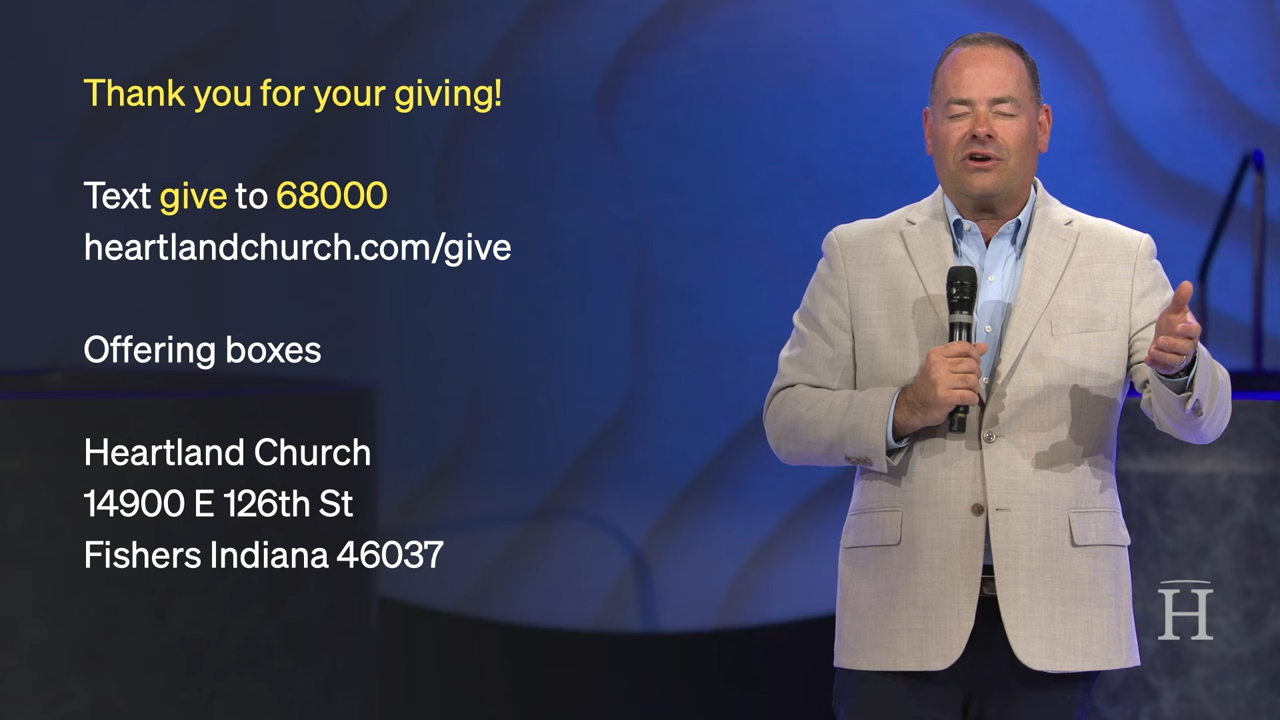 Thank you for your giving!
Text give to 68000
heartlandchurch.com/give
Offering boxes
Heartland Church
14900 E 126th St
Fishers Indiana 46037
H